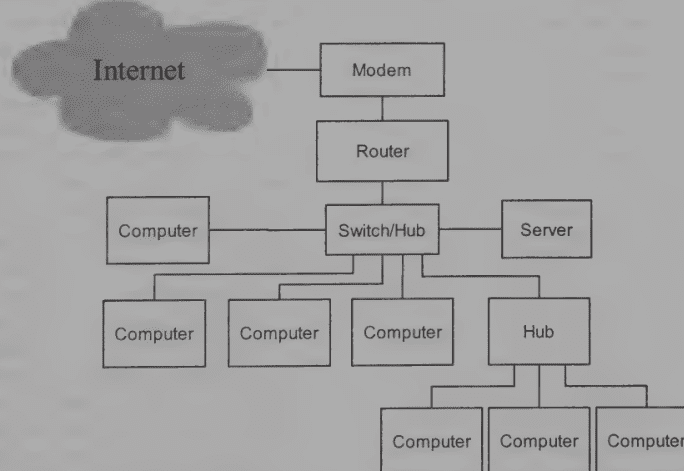 Internet
Modem
Router
Computer
Switch/Hub
Server
Computer
Computer
Computer
Hub
Computer
Computer
Computer